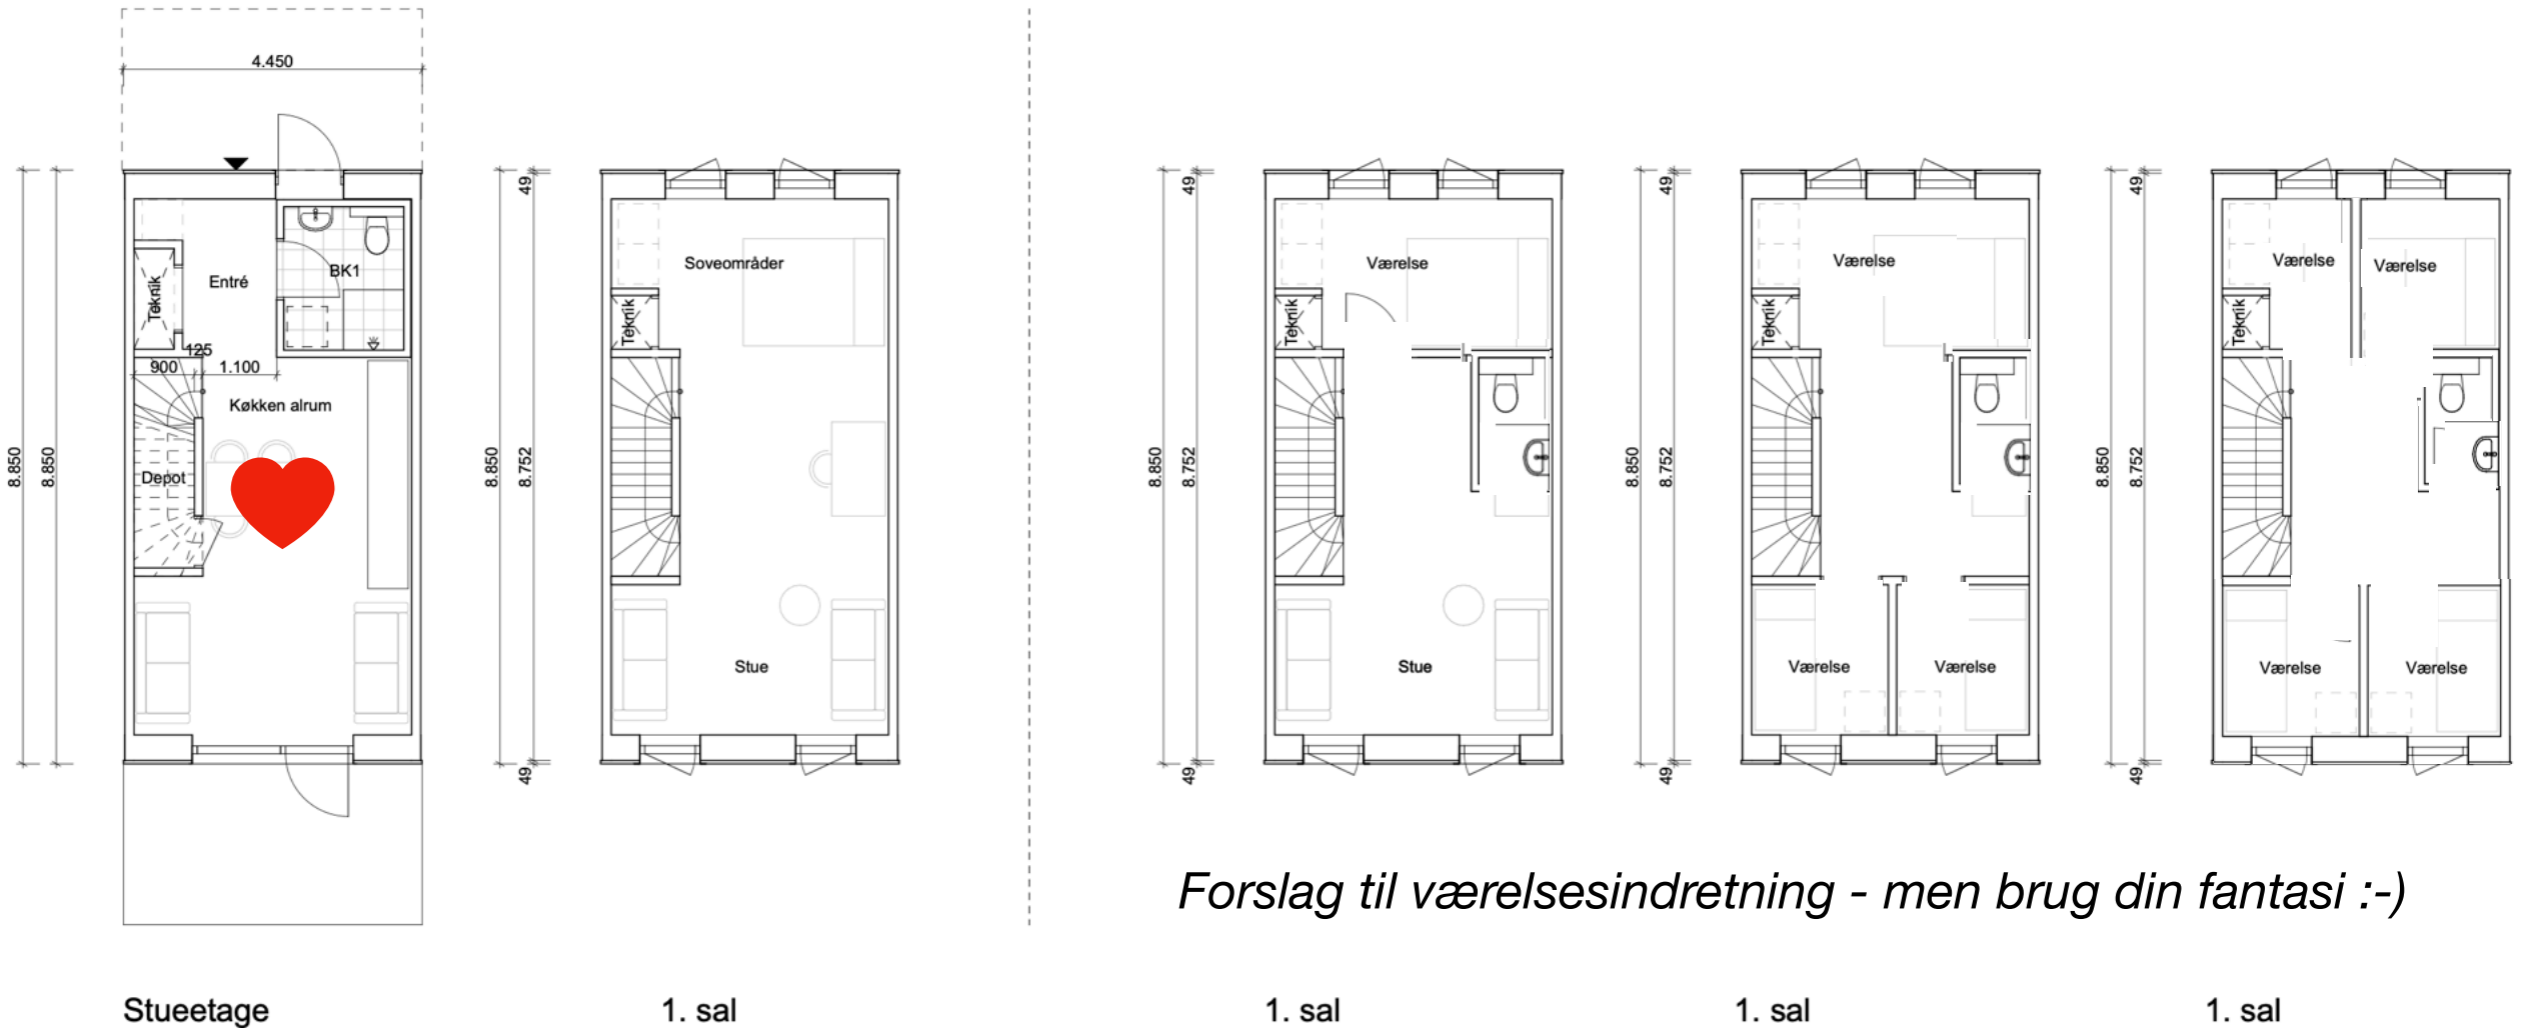 4.450
8.850
8.850
Teknik
Entré
BK1
125
900
1.100
Køkken alrum
Depot
Stueetage
8.850
49
8.752
49
Soveområder
Teknik
Stue
1. sal
8.850
49
8.752
49
Værelse
Teknik
Stue
1. sal
8.850
49
8.752
49
Værelse
Teknik
Værelse
Værelse
1. sal
8.850
49
8.752
49
Værelse
Værelse
Teknik
Værelse
Værelse
1. sal
Forslag til værelsesindretning - men brug din fantasi :-)